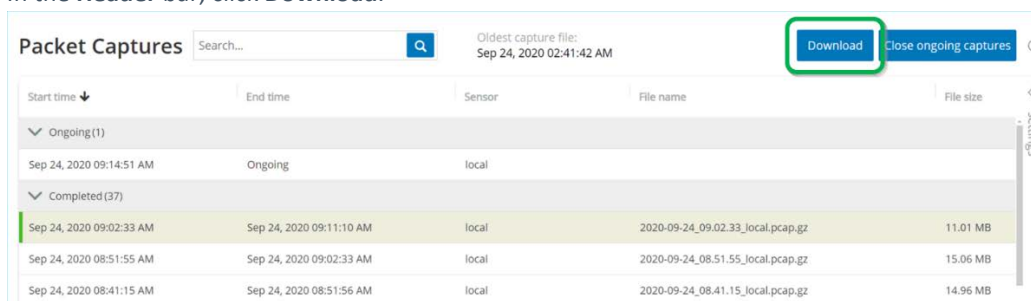 Packet Captures Search... Oldest capture file: Download Close ongoing captures
Sep 24, 2020 02:41:42 AM
Start time End time Sensor File name File size
Ongoing (1)
Sep 24, 2020 09:14:51 AM Ongoing local
Completed (37)
Sep 24, 2020 09:02:33 AM Sep 24, 2020 09:11:10 AM local 2020-09-24_09.02.33_local.pcap.gz 11.01 MB
Sep 24, 2020 08:51:55 AM Sep 24, 2020 09:02:33 AM local 2020-09-24_08.51.55_local.pcap.gz 15.06 MB
Sep 24, 2020 08:41:15 AM Sep 24, 2020 08:51:56 AM local 2020-09-24_08.41.15_local.pcap.gz 14.96 MB